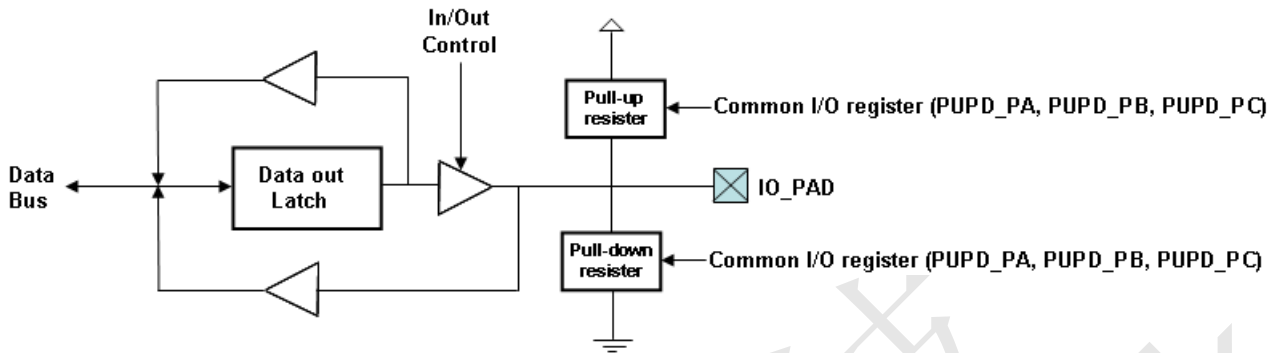 In/Out
Control
Pull-up
resister
Common I/O register (PUPD_PA, PUPD_PB, PUPD_PC)
Data
Bus
Data out
Latch
IO_PAD
Pull-down
resister
Common I/O register (PUPD_PA, PUPD_PB, PUPD_PC)